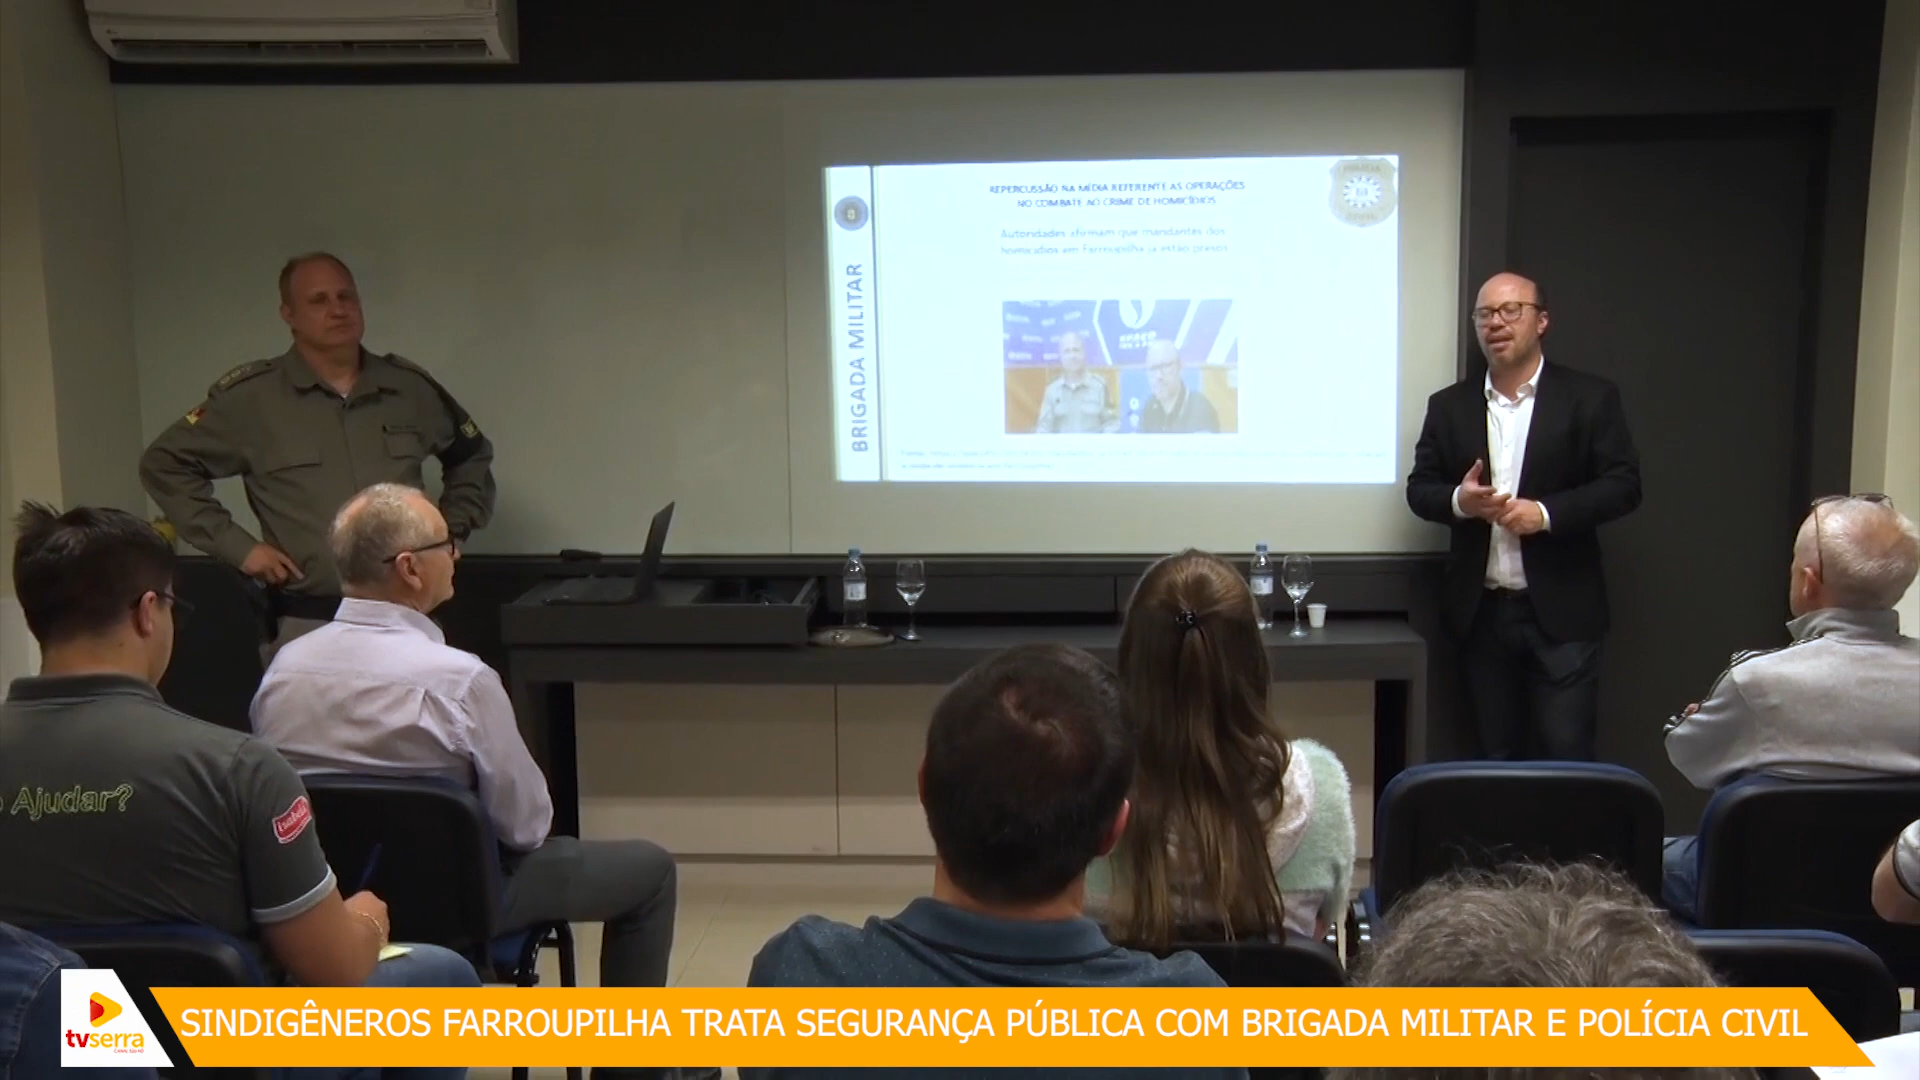 REPERCUSSÃO NA MÍDIA REFERENTE AS OPERAÇÕES
NO COMBATE AO CRIME DE HOMICÍDIOS
Autoridades afirmam que mandantes dos
homicídios em Farroupilha já estão presos
BRIGADA MILITAR
Ajudar?
Isabela
tvserra
SINDIGÊNEROS FARROUPILHA TRATA SEGURANÇA PÚBLICA COM BRIGADA MILITAR E POLÍCIA CIVIL